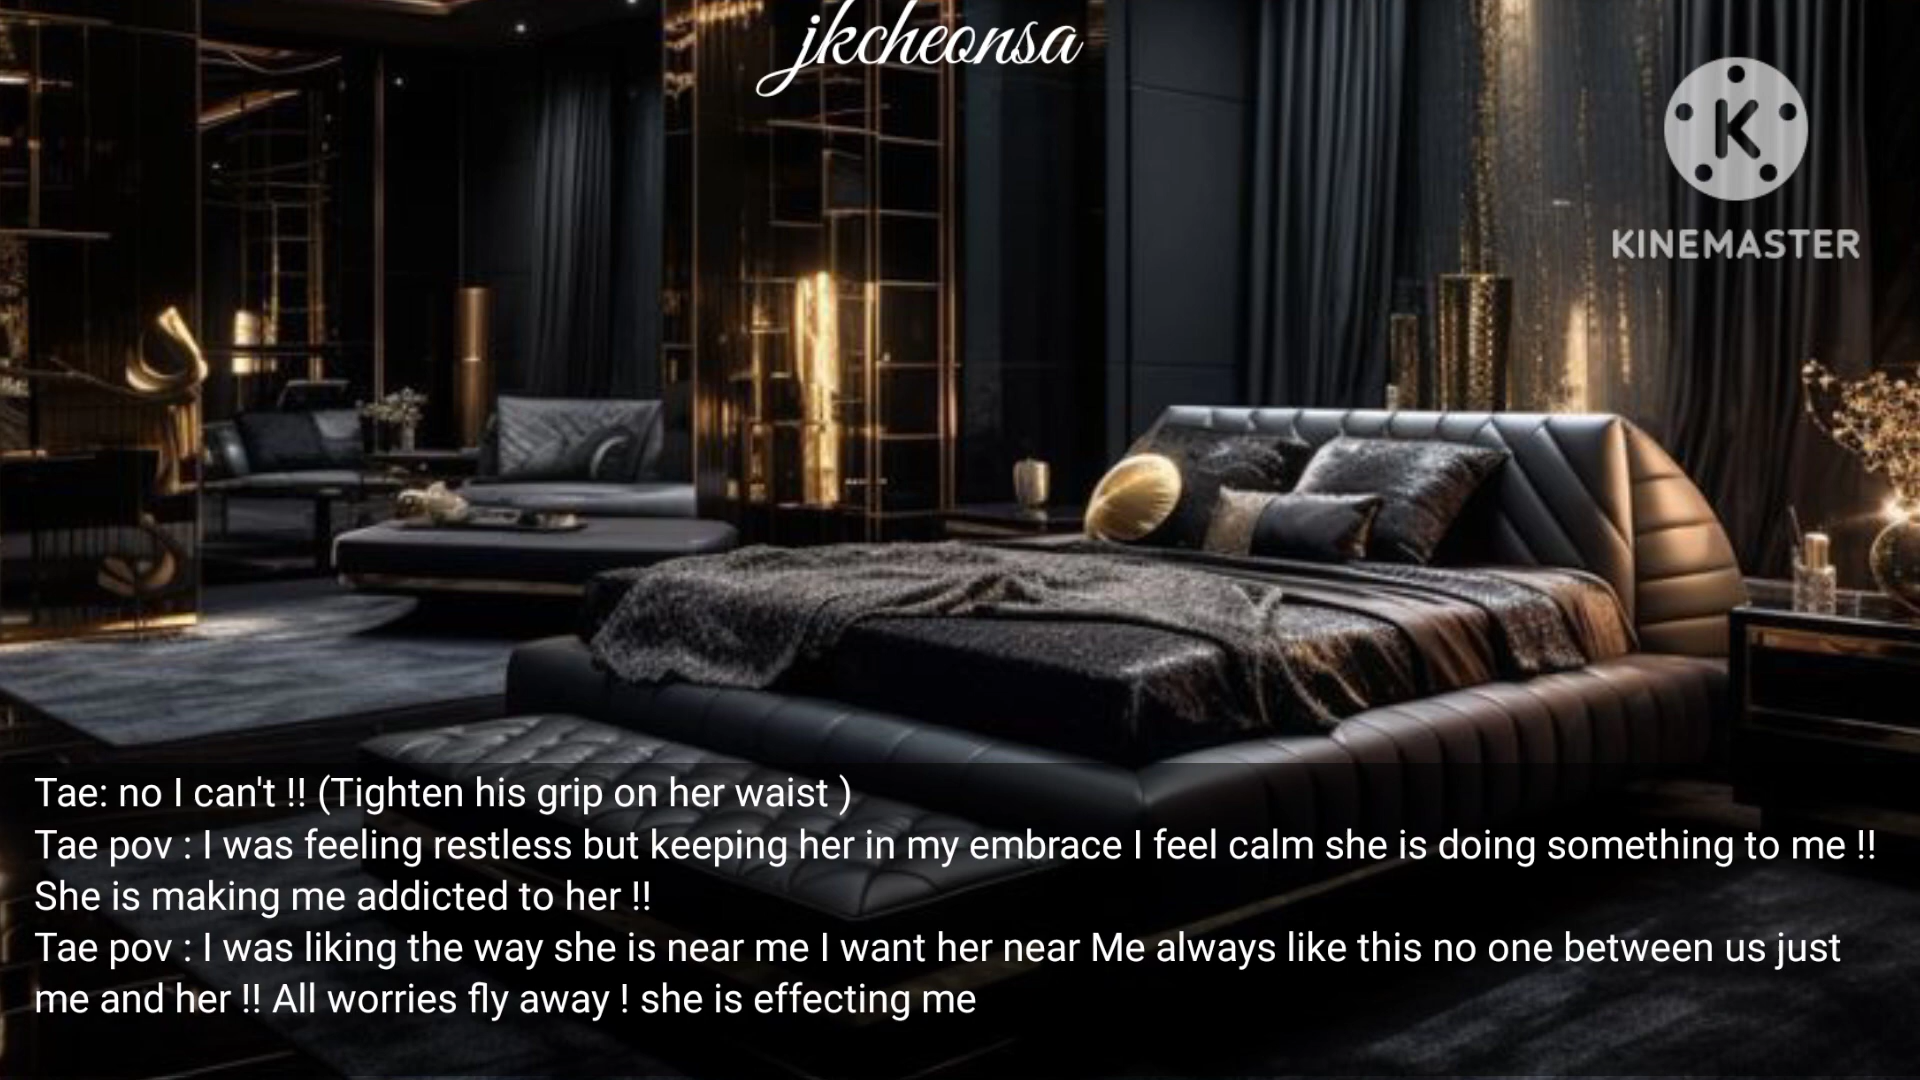 jkcheonsa
K
KINEMASTER
Tae: no I can't !! (Tighten his grip on her waist )
Tae pov : I was feeling restless but keeping her in my embrace I feel calm she is doing something to me !!
She is making me addicted to her !!
Tae pov : I was liking the way she is near me I want her near Me always like this no one between us just
me and her !! All worries fly away ! she is effecting me